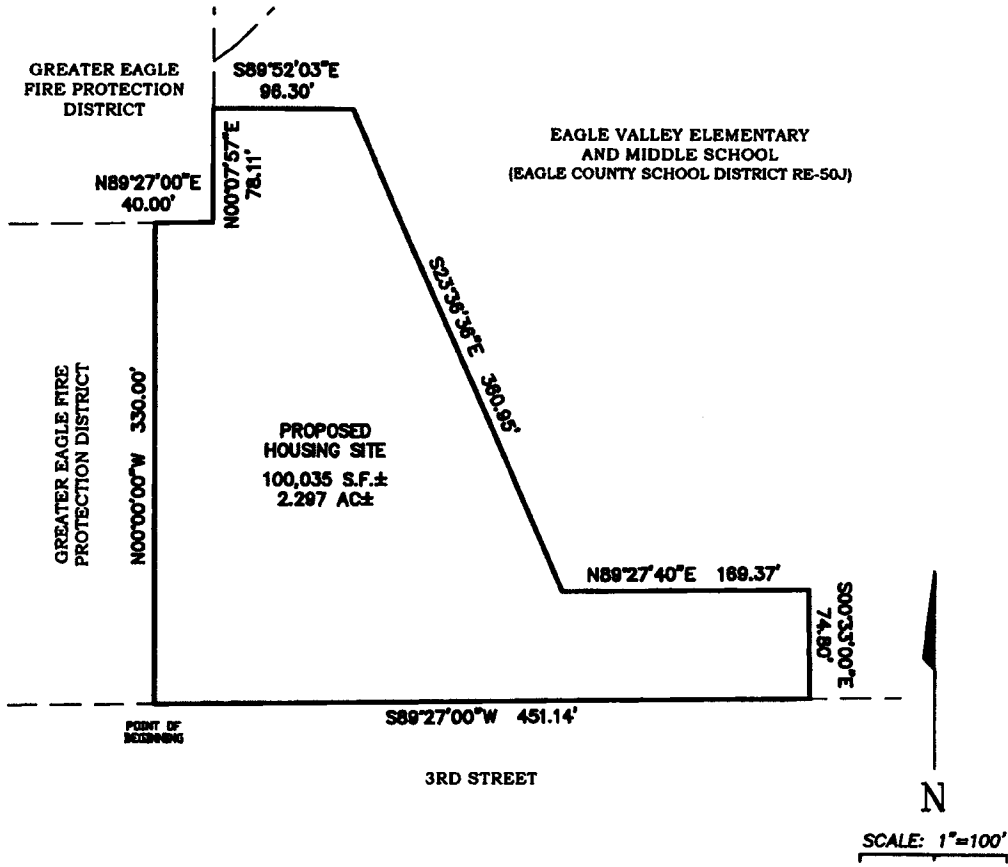 GREATER EAGLE
FIRE PROTECTION
DISTRICT
S89°52'03"E
96.30'
EAGLE VALLEY ELEMENTARY
AND MIDDLE SCHOOL
(EAGLE COUNTY SCHOOL DISTRICT RE-50J)
N89°27'00"E
40.00'
N00°07'57"E
78.11'
S23°36'36"E 360.95'
GREATER EAGLE FIRE
PROTECTION DISTRICT
N00°00'00"W 330.00'
PROPOSED
HOUSING SITE
100,035 S.F.±
2.297 AC±
N89°27'40"E 169.37'
S00°33'00"E
74.80'
S89°27'00"W 451.14'
POINT OF
BEGINNING
3RD STREET
N
SCALE: 1"=100'